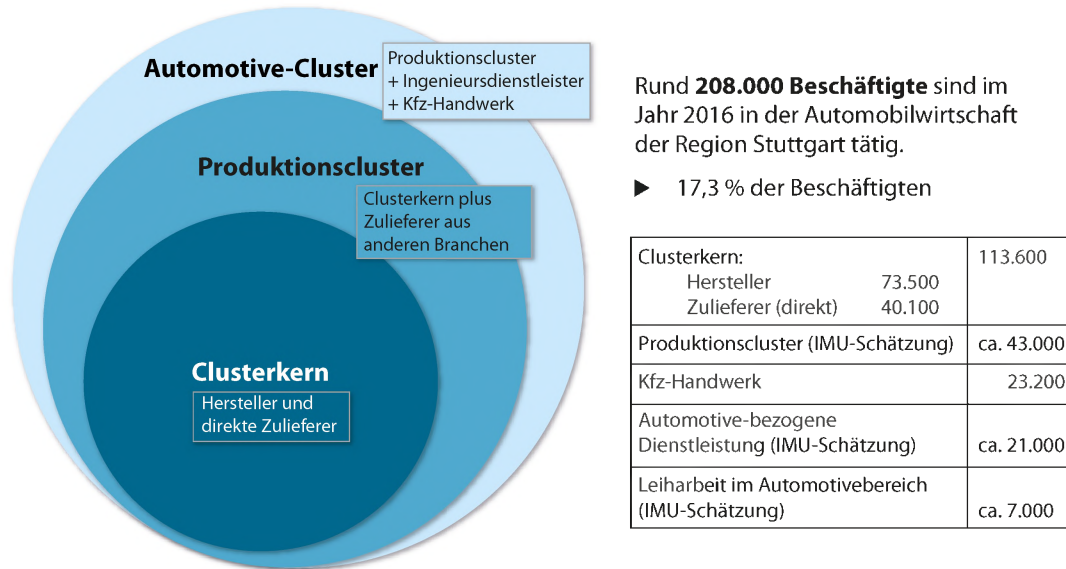 Automotive-Cluster
Produktionscluster
+ Ingenieursdienstleister
+ Kfz-Handwerk
Produktionscluster
Clusterkern plus
Zulieferer aus
anderen Branchen
Clusterkern
Hersteller und
direkte Zulieferer
Rund 208.000 Beschäftigte sind im
Jahr 2016 in der Automobilwirtschaft
der Region Stuttgart tätig.
▶ 17,3 % der Beschäftigten
Clusterkern: 113.600
Hersteller 73.500
Zulieferer (direkt) 40.100
Produktionscluster (IMU-Schätzung) ca. 43.000
Kfz-Handwerk 23.200
Automotive-bezogene
Dienstleistung (IMU-Schätzung) ca. 21.000
Leiharbeit im Automotivebereich
(IMU-Schätzung) ca. 7.000